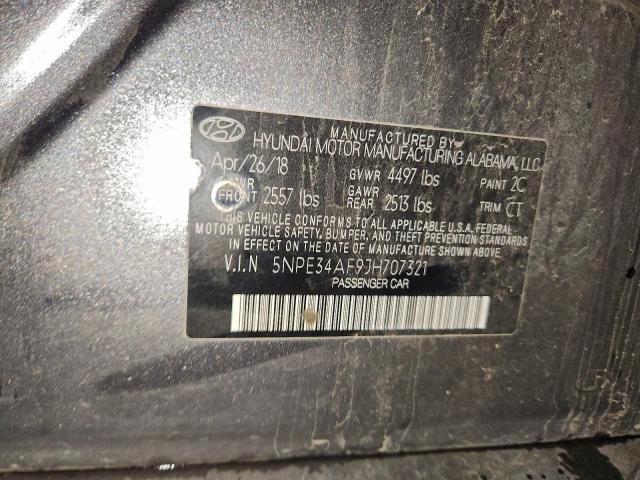 MANUFACTURED BY
HYUNDAI MOTOR MANUFACTURING ALABAMA, LLC
Apr/26/18 GVWR 4497 lbs PAINT 2C
GAWR FRONT 2557 lbs GAWR REAR 2513 lbs TRIM CT
THIS VEHICLE CONFORMS TO ALL APPLICABLE U.S.A. FEDERAL
MOTOR VEHICLE SAFETY, BUMPER, AND THEFT PREVENTION STANDARDS
IN EFFECT ON THE DATE OF MANUFACTURE SHOWN ABOVE.
V.I.N 5NPE34AF9JH707321
PASSENGER CAR